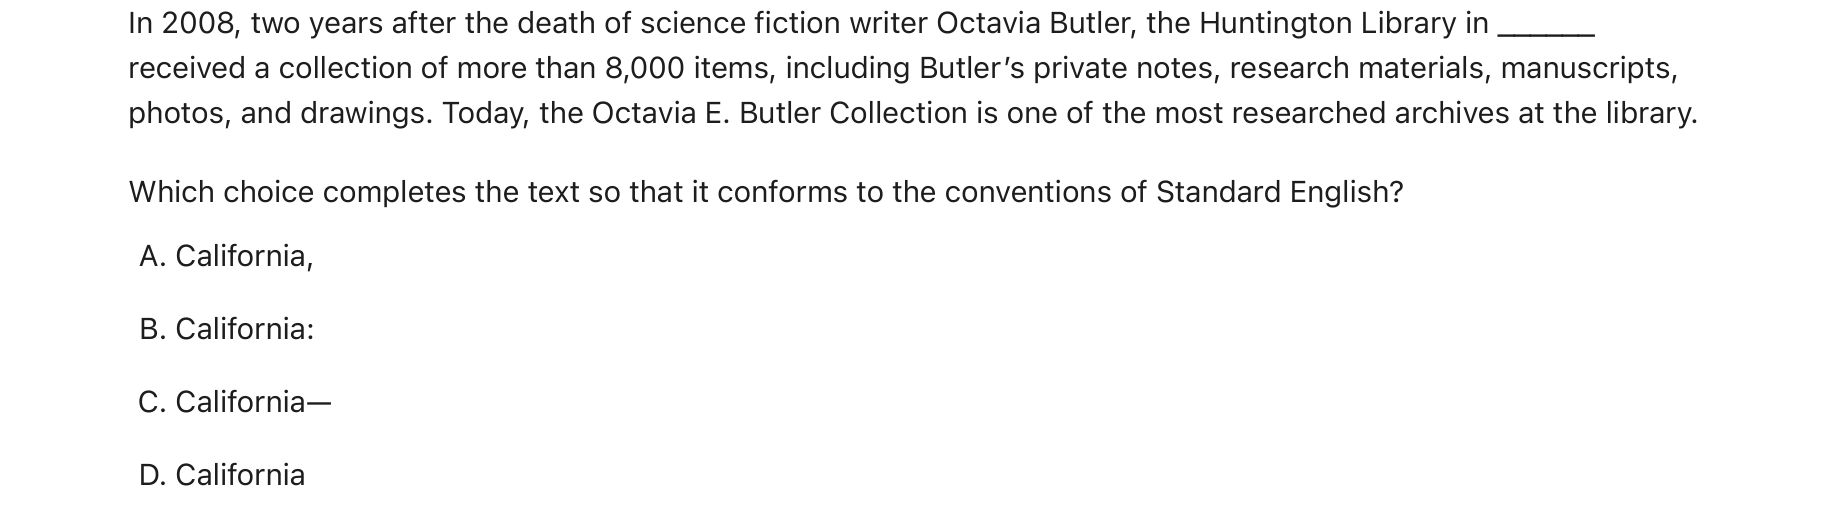 In 2008, two years after the death of science fiction writer Octavia Butler, the Huntington Library in ______
received a collection of more than 8,000 items, including Butler’s private notes, research materials, manuscripts,
photos, and drawings. Today, the Octavia E. Butler Collection is one of the most researched archives at the library.
Which choice completes the text so that it conforms to the conventions of Standard English?
A. California,
B. California:
C. California—
D. California